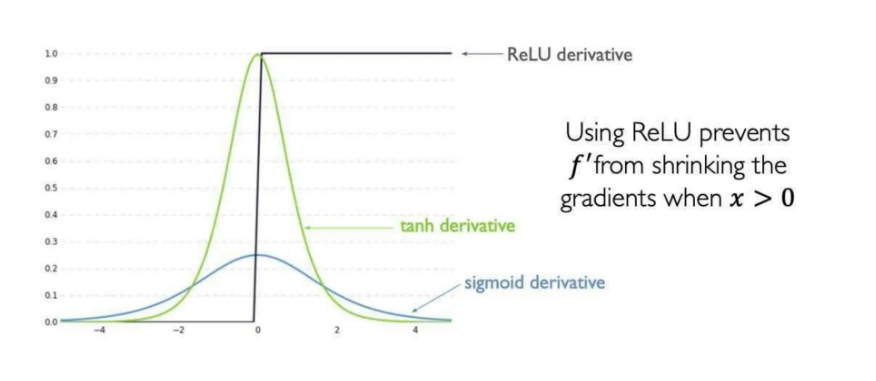 1.0
ReLU derivative
0.9
0.8
0.7
Using ReLU prevents
0.6
f' from shrinking the
0.5
gradients when x > 0
0.4
tanh derivative
0.3
0.2
sigmoid derivative
0.1
0.0
−4 −2 0 2 4